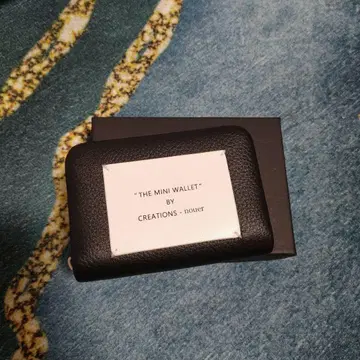 "THE MINI WALLET"
BY
CREATIONS - nouer